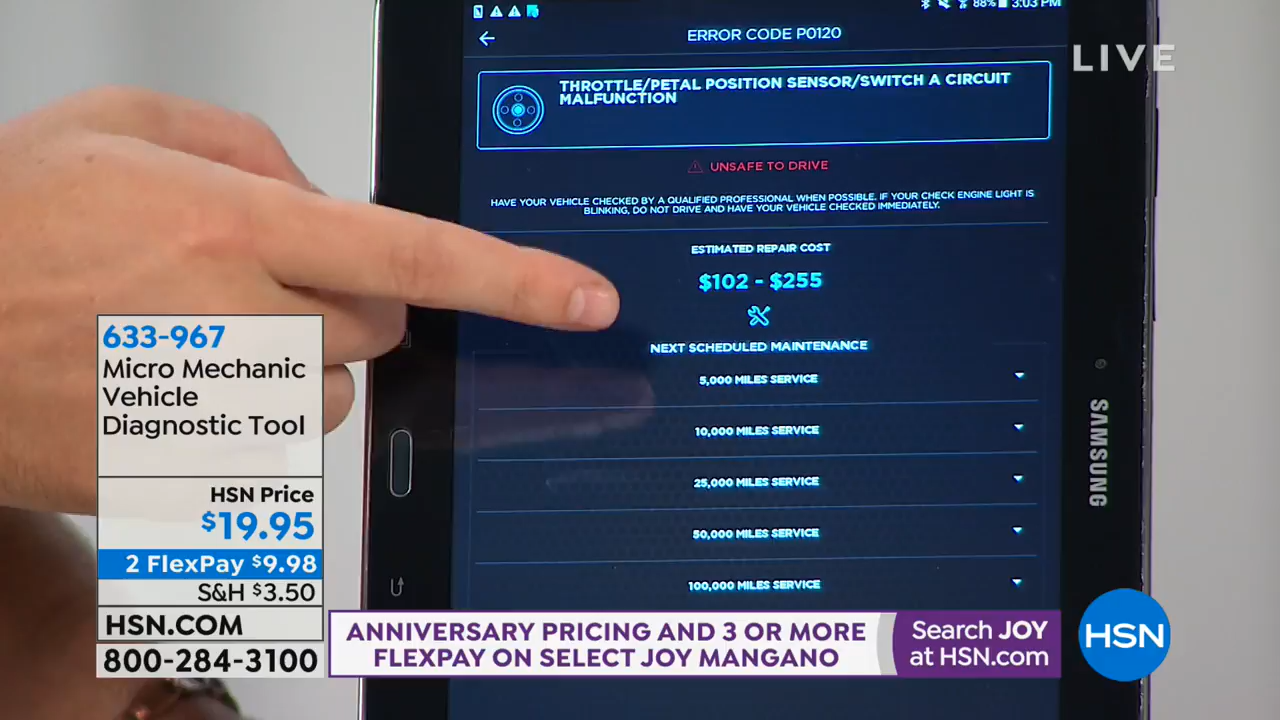 88% 3:03 PM
ERROR CODE P0120
LIVE
THROTTLE/PETAL POSITION SENSOR/SWITCH A CIRCUIT
MALFUNCTION
UNSAFE TO DRIVE
HAVE YOUR VEHICLE CHECKED BY A QUALIFIED PROFESSIONAL WHEN POSSIBLE. IF YOUR CHECK ENGINE LIGHT IS
BLINKING, DO NOT DRIVE AND HAVE YOUR VEHICLE CHECKED IMMEDIATELY.
ESTIMATED REPAIR COST
$102 - $255
NEXT SCHEDULED MAINTENANCE
5,000 MILES SERVICE
10,000 MILES SERVICE
25,000 MILES SERVICE
50,000 MILES SERVICE
100,000 MILES SERVICE
SAMSUNG
633-967
Micro Mechanic
Vehicle
Diagnostic Tool
HSN Price
$19.95
2 FlexPay $9.98
S&H $3.50
HSN.COM
800-284-3100
ANNIVERSARY PRICING AND 3 OR MORE
FLEXPAY ON SELECT JOY MANGANO
Search JOY
at HSN.com
HSN